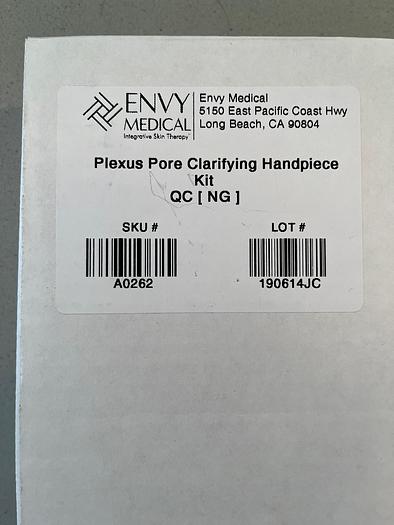 ENVY
MEDICAL
Integrative Skin Therapy
Envy Medical
5150 East Pacific Coast Hwy
Long Beach, CA 90804
Plexus Pore Clarifying Handpiece
Kit
QC [ NG ]
SKU #
LOT #
A0262
190614JC